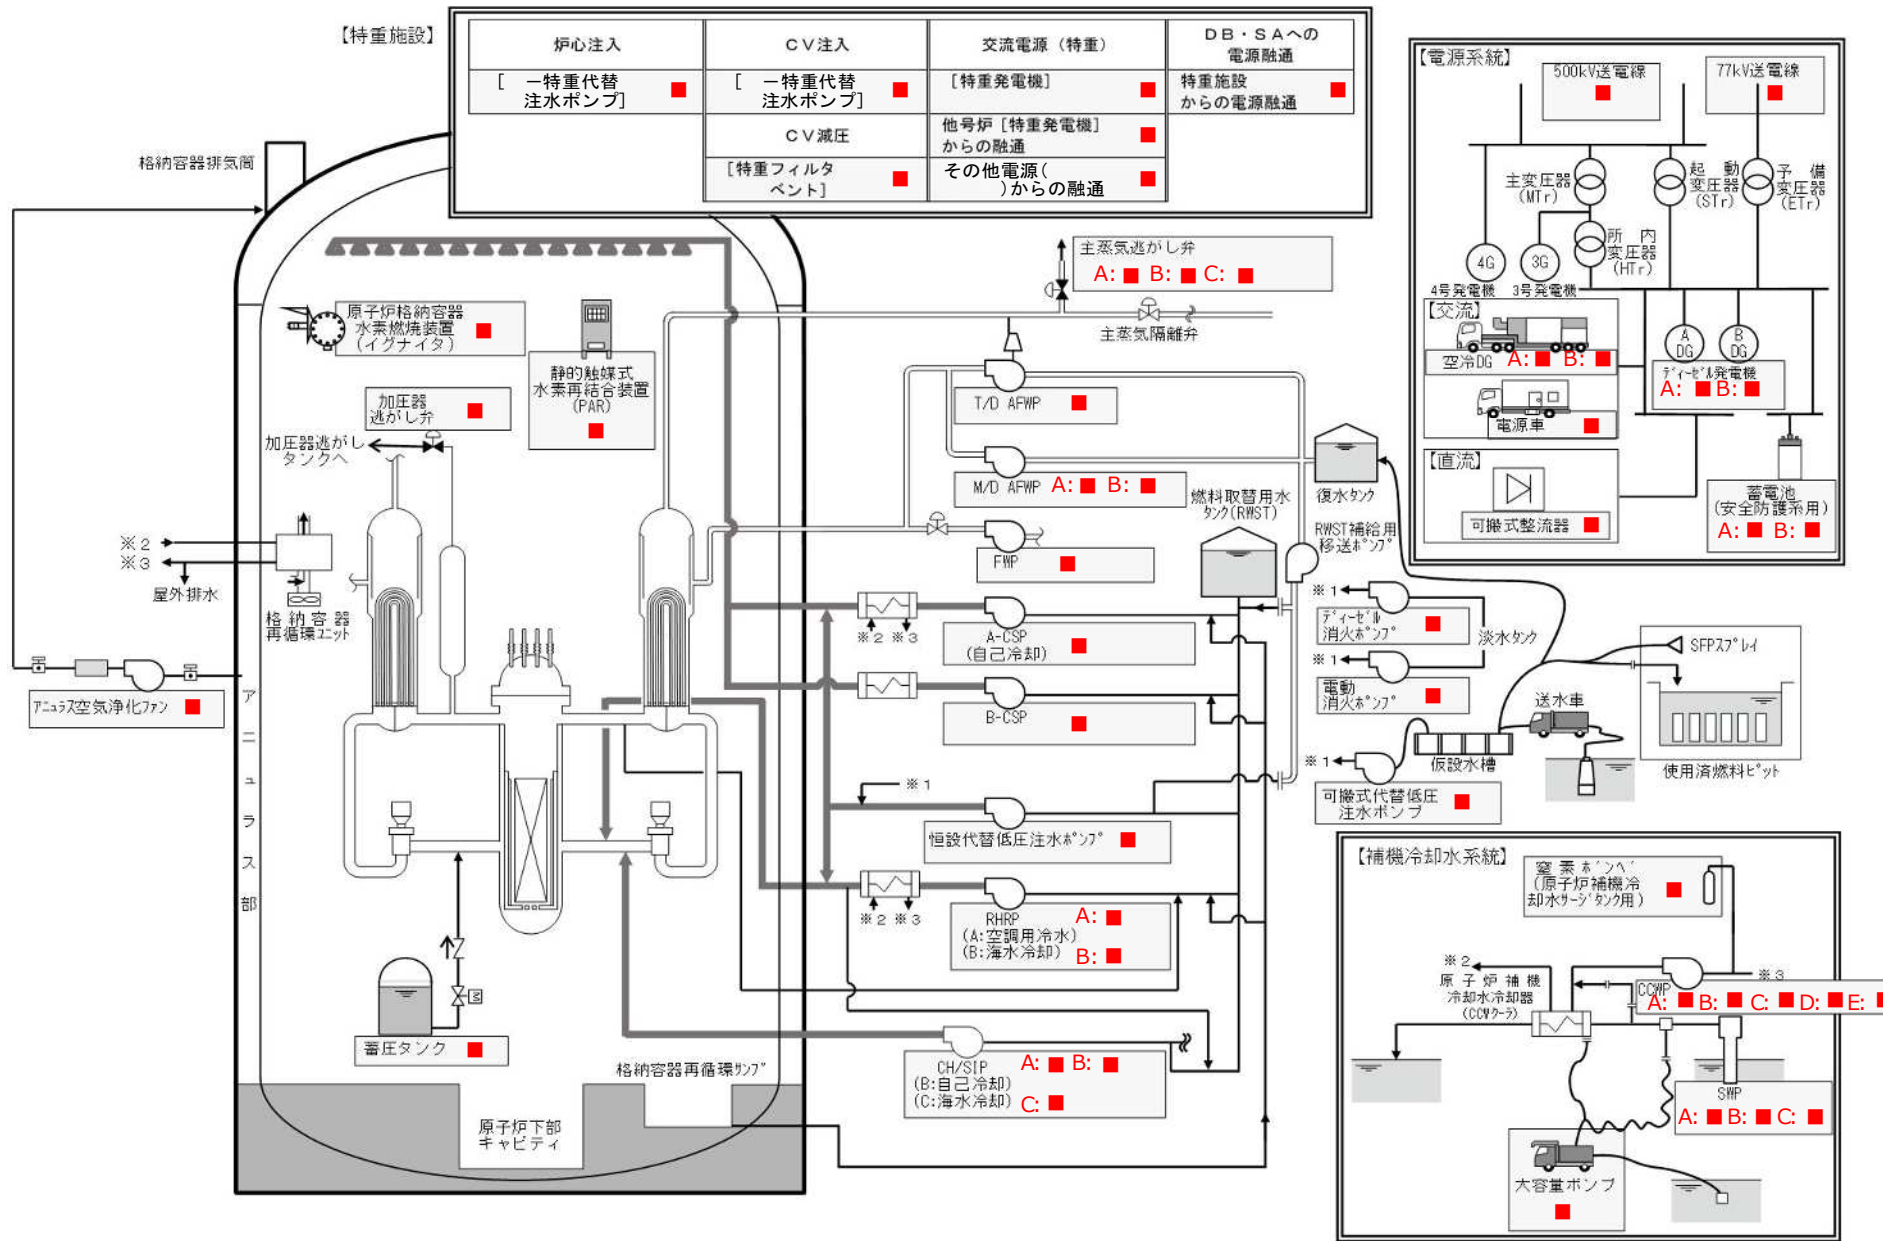 【特重施設】
炉心注入
CV注入
交流電源(特重)
DB・SAへの
電源融通
[ 一特重代替
注水ポンプ]
[ 一特重代替
注水ポンプ]
[特重発電機]
特重施設
からの電源融通
CV減圧
他号炉[特重発電機]
からの融通
[特重フィルタ
ベント]
その他電源(
)からの融通
格納容器排気筒
原子炉格納容器
水素燃焼装置
(イグナイタ)
静的触媒式
水素再結合装置
(PAR)
加圧器
逃がし弁
加圧器逃がし
タンクへ
※2
※3
屋外排水
格納容器
再循環ユニット
アニュラス空気浄化ファン
アニュラス部
蓄圧タンク
原子炉下部
キャビティ
格納容器再循環サンプ
主蒸気逃がし弁
A: B: C:
主蒸気隔離弁
T/D AFWP
M/D AFWP A: B:
FWP
※2 ※3
A-CSP
(自己冷却)
B-CSP
※1
恒設代替低圧注水ポンプ
※2 ※3
RHRP A:
(A:空調用冷水)
(B:海水冷却) B:
CH/SIP A: B:
(B:自己冷却)
(C:海水冷却) C:
燃料取替用水
タンク(RWST)
復水タンク
RWST補給用
移送ポンプ
※1
ディーゼル
消火ポンプ
淡水タンク
※1
電動
消火ポンプ
※1
可搬式代替低圧
注水ポンプ
仮設水槽
送水車
SFPスプレイ
使用済燃料ピット
【電源系統】
500kV送電線
77kV送電線
主変圧器
(MTr)
起動
変圧器
(STr)
予備
変圧器
(ETr)
所内
変圧器
(HTr)
4G
3G
4号発電機
3号発電機
【交流】
空冷DG A: B:
電源車
A
DG
B
DG
ディーゼル発電機
A: B:
【直流】
可搬式整流器
蓄電池
(安全防護系用)
A: B:
【補機冷却水系統】
窒素ボンベ
(原子炉補機冷
却水サージタンク用)
※2
原子炉補機
冷却水冷却器
(CCWクーラ)
※3
CCWP
A: B: C: D: E:
SWP
A: B: C:
大容量ポンプ
M